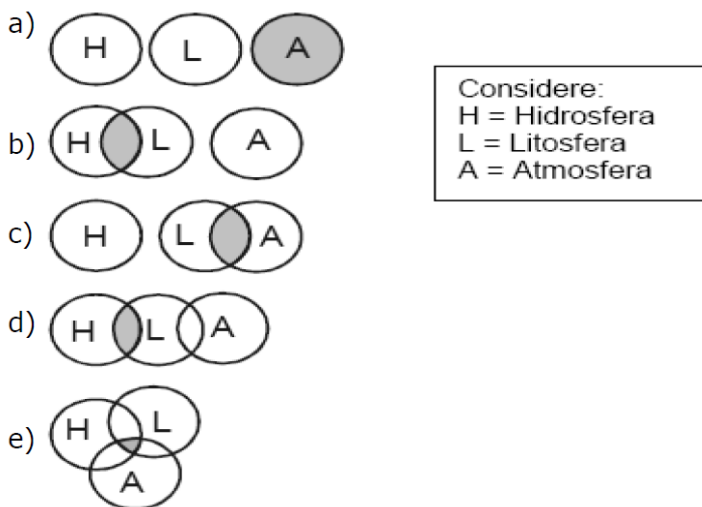 a) H L A
b) H L A
c) H L A
d) H L A
e) H L A
Considere:
H = Hidrosfera
L = Litosfera
A = Atmosfera